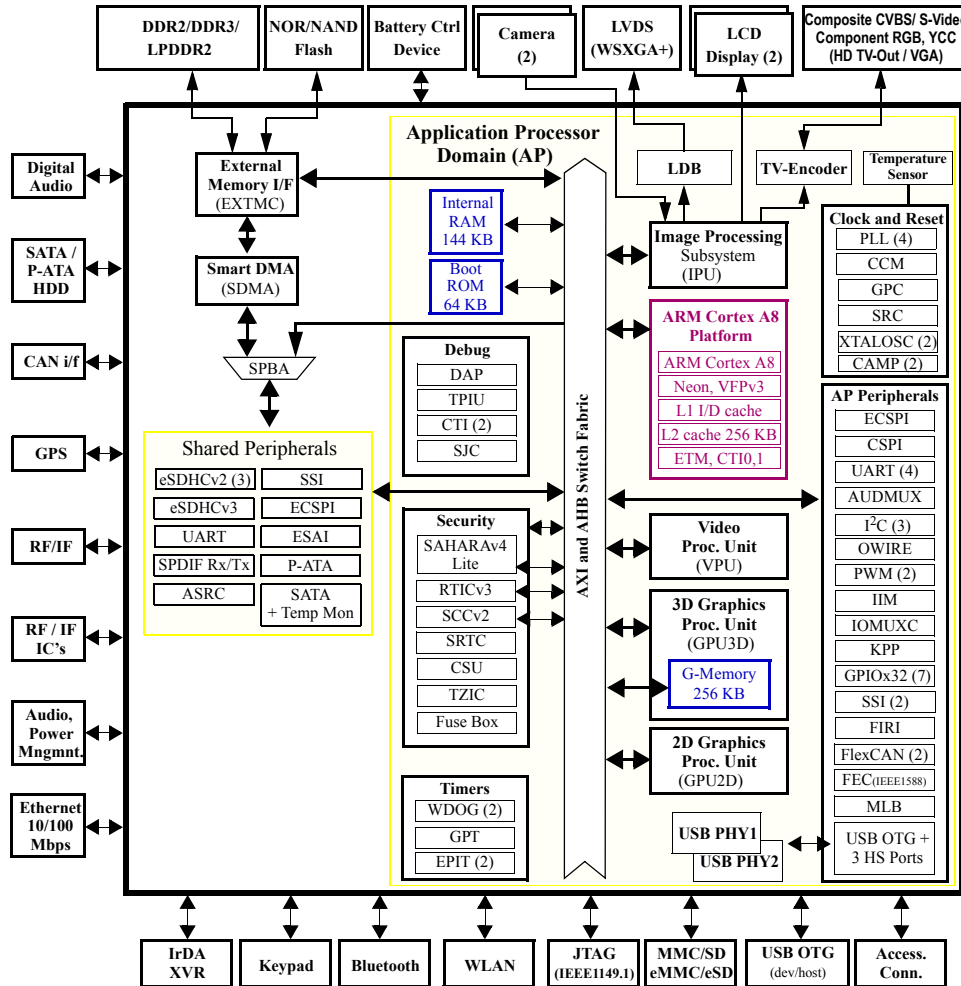 DDR2/DDR3/
LPDDR2
NOR/NAND
Flash
Battery Ctrl
Device
Camera
(2)
LVDS
(WSXGA+)
LCD
Display (2)
Composite CVBS/ S-Video
Component RGB, YCC
(HD TV-Out / VGA)
Digital
Audio
SATA /
P-ATA
HDD
CAN i/f
GPS
RF/IF
RF / IF
IC's
Audio,
Power
Mngmnt.
Ethernet
10/100
Mbps
Application Processor
Domain (AP)
External
Memory I/F
(EXTMC)
Smart DMA
(SDMA)
SPBA
Shared Peripherals
eSDHCv2 (3)
SSI
eSDHCv3
ECSPI
UART
ESAI
SPDIF Rx/Tx
P-ATA
ASRC
SATA
+ Temp Mon
Internal
RAM
144 KB
Boot
ROM
64 KB
Debug
DAP
TPIU
CTI (2)
SJC
Security
SAHARAv4
Lite
RTICv3
SCCv2
SRTC
CSU
TZIC
Fuse Box
Timers
WDOG (2)
GPT
EPIT (2)
AXI and AHB Switch Fabric
LDB
TV-Encoder
Image Processing
Subsystem
(IPU)
ARM Cortex A8
Platform
ARM Cortex A8
Neon, VFPv3
L1 I/D cache
L2 cache 256 KB
ETM, CTI0,1
Video
Proc. Unit
(VPU)
3D Graphics
Proc. Unit
(GPU3D)
G-Memory
256 KB
2D Graphics
Proc. Unit
(GPU2D)
USB PHY1
USB PHY2
Temperature
Sensor
Clock and Reset
PLL (4)
CCM
GPC
SRC
XTALOSC (2)
CAMP (2)
AP Peripherals
ECSPI
CSPI
UART (4)
AUDMUX
I²C (3)
OWIRE
PWM (2)
IIM
IOMUXC
KPP
GPIOx32 (7)
SSI (2)
FIRI
FlexCAN (2)
FEC(IEEE1588)
MLB
USB OTG +
3 HS Ports
IrDA
XVR
Keypad
Bluetooth
WLAN
JTAG
(IEEE1149.1)
MMC/SD
eMMC/eSD
USB OTG
(dev/host)
Access.
Conn.